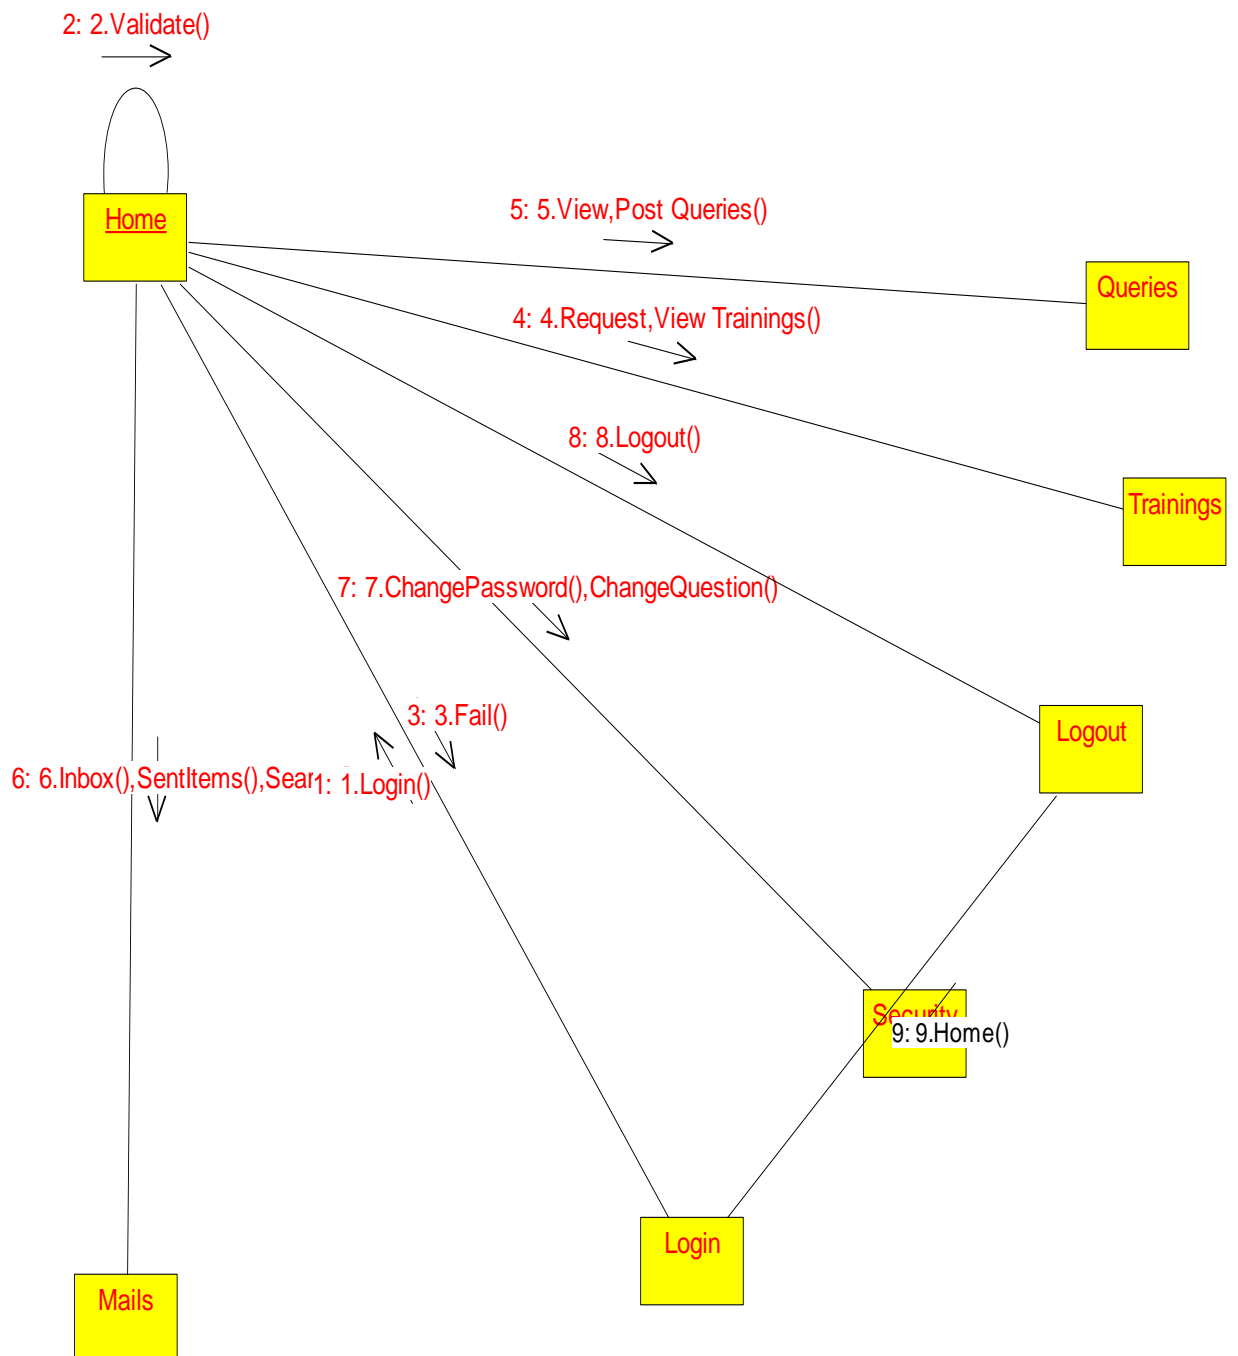 2: 2.Validate()
Home
5: 5.View,Post Queries()
Queries
4: 4.Request,View Trainings()
8: 8.Logout()
Trainings
7: 7.ChangePassword(),ChangeQuestion()
3: 3.Fail()
Logout
6: 6.Inbox(),SentItems(),Sear
1: 1.Login()
Security
9: 9.Home()
Login
Mails